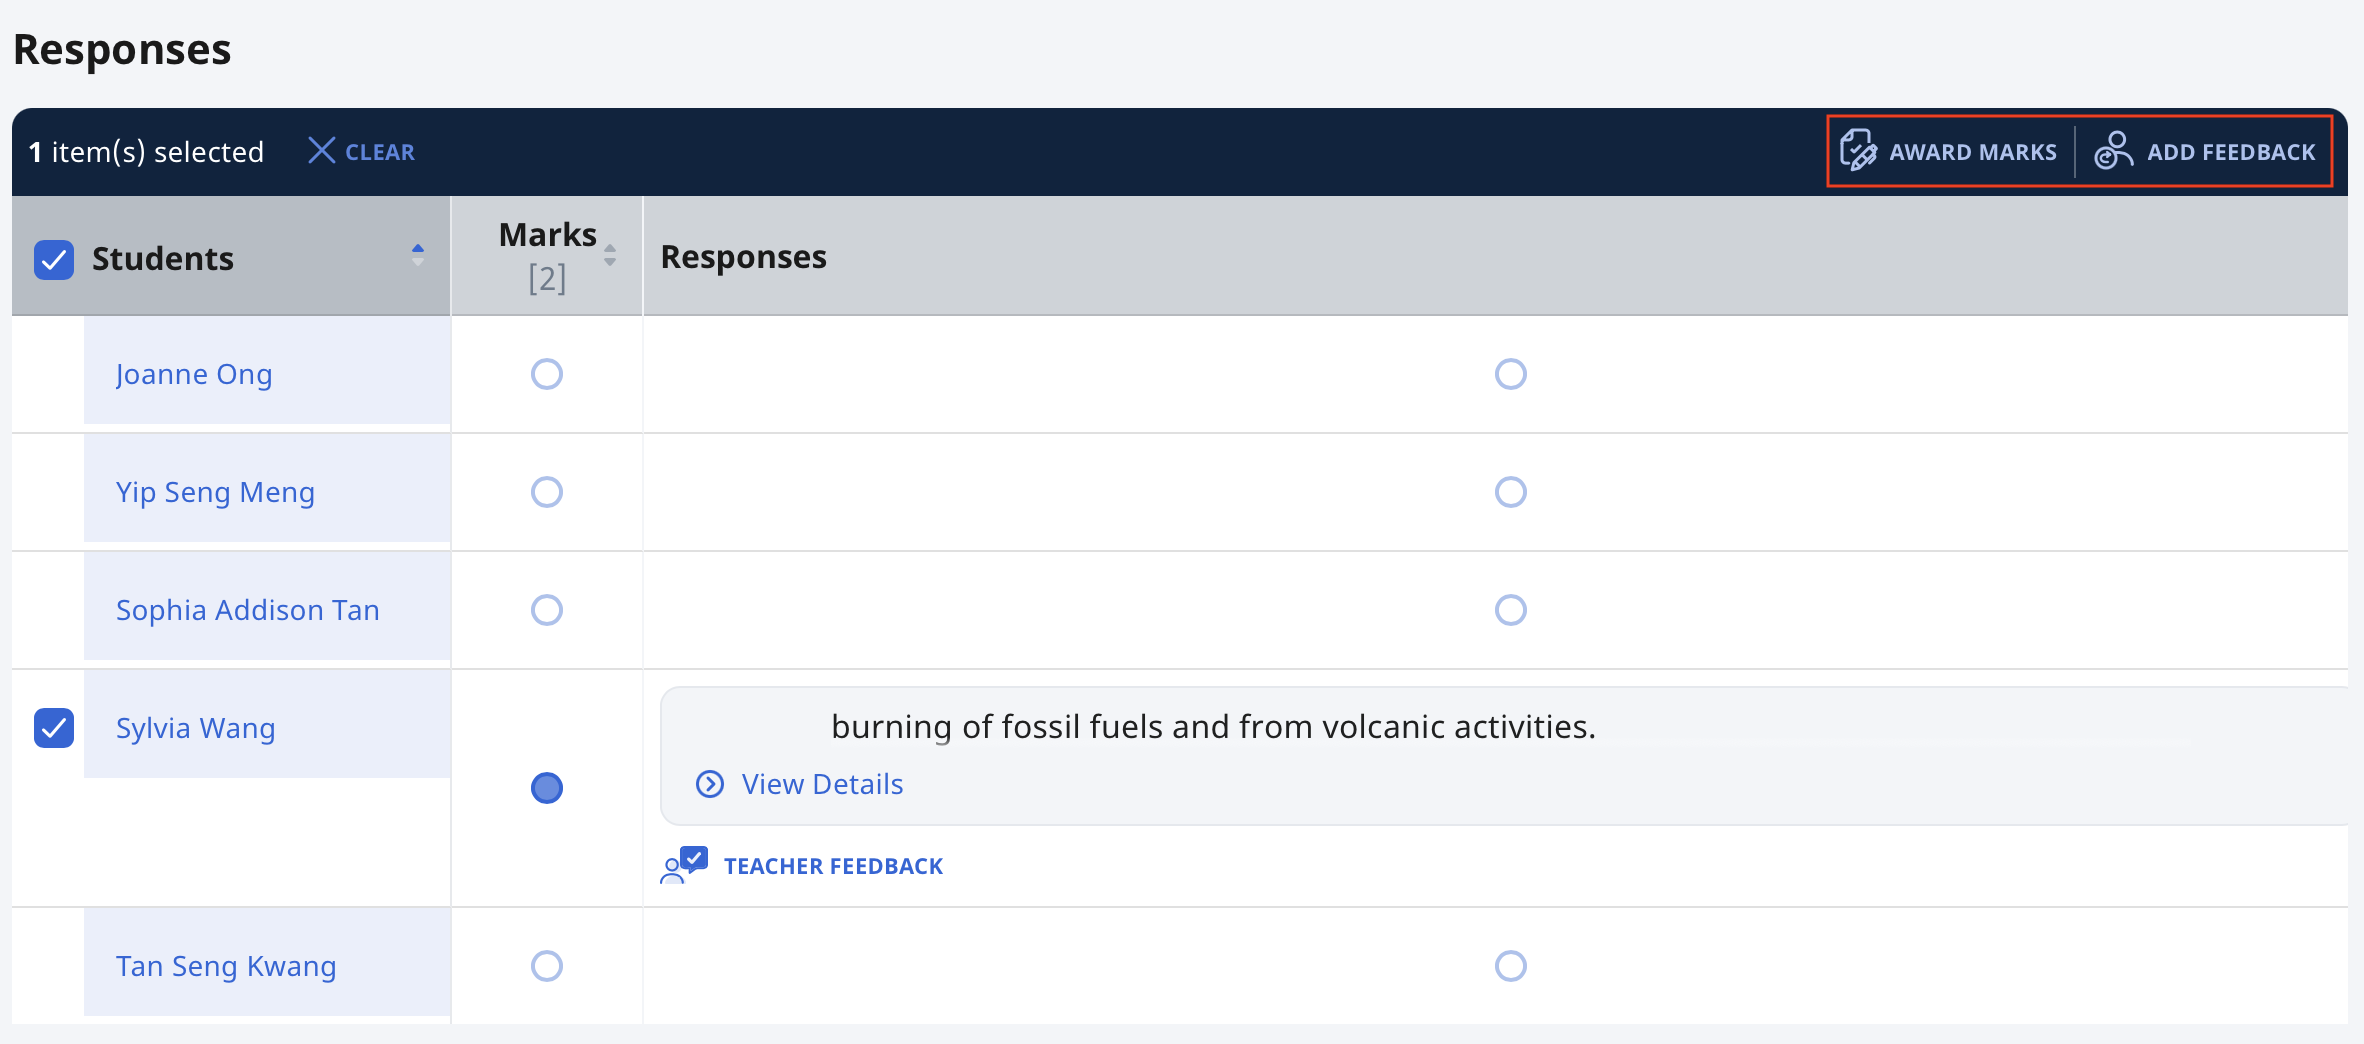 Responses
1 item(s) selected
CLEAR
AWARD MARKS
ADD FEEDBACK
Students
Marks
[2]
Responses
Joanne Ong
Yip Seng Meng
Sophia Addison Tan
Sylvia Wang
burning of fossil fuels and from volcanic activities.
View Details
TEACHER FEEDBACK
Tan Seng Kwang